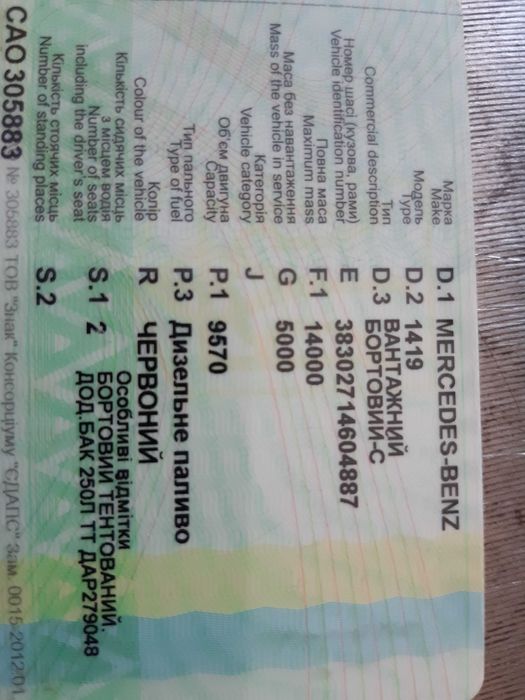 Марка
Make D.1 MERCEDES-BENZ
Модель
Type D.2 1419
Тип ВАНТАЖНИЙ
Commercial description D.3 БОРТОВИЙ-С
Номер шасі (кузова, рами)
Vehicle identification number E 38302714604887
Повна маса
Maximum mass F.1 14000
Маса без навантаження
Mass of the vehicle in service G 5000
Категорія
Vehicle category J
Об'єм двигуна
Capacity P.1 9570
Тип пального
Type of fuel P.3 Дизельне паливо
Колір
Colour of the vehicle R ЧЕРВОНИЙ
Кількість сидячих місць
з місцем водія
Number of seats
including the driver's seat S.1 2
Особливі відмітки
БОРТОВИЙ ТЕНТОВАНИЙ.
ДОД.БАК 250Л ТТ ДАР279048
Кількість стоячих місць
Number of standing places S.2
САО 305883 № 305883 ТОВ "Знак" Консорціуму "ЄДАПС" Зам. 0015-2012/01